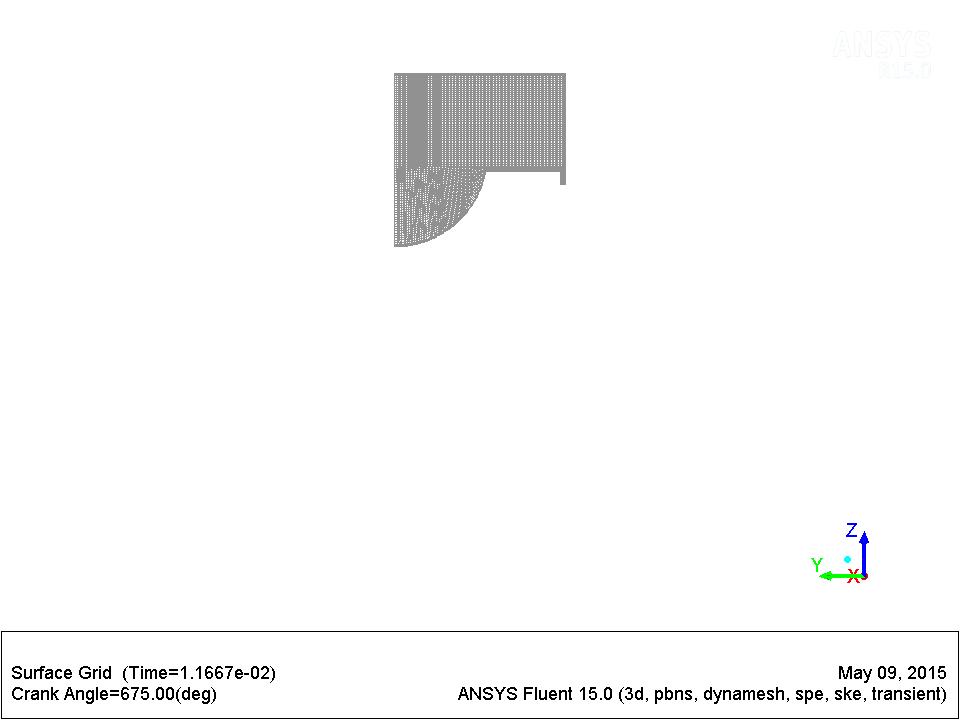 ANSYS
R15.0
Z
Y
X
Surface Grid (Time=1.1667e-02)
Crank Angle=675.00(deg)
May 09, 2015
ANSYS Fluent 15.0 (3d, pbns, dynamesh, spe, ske, transient)